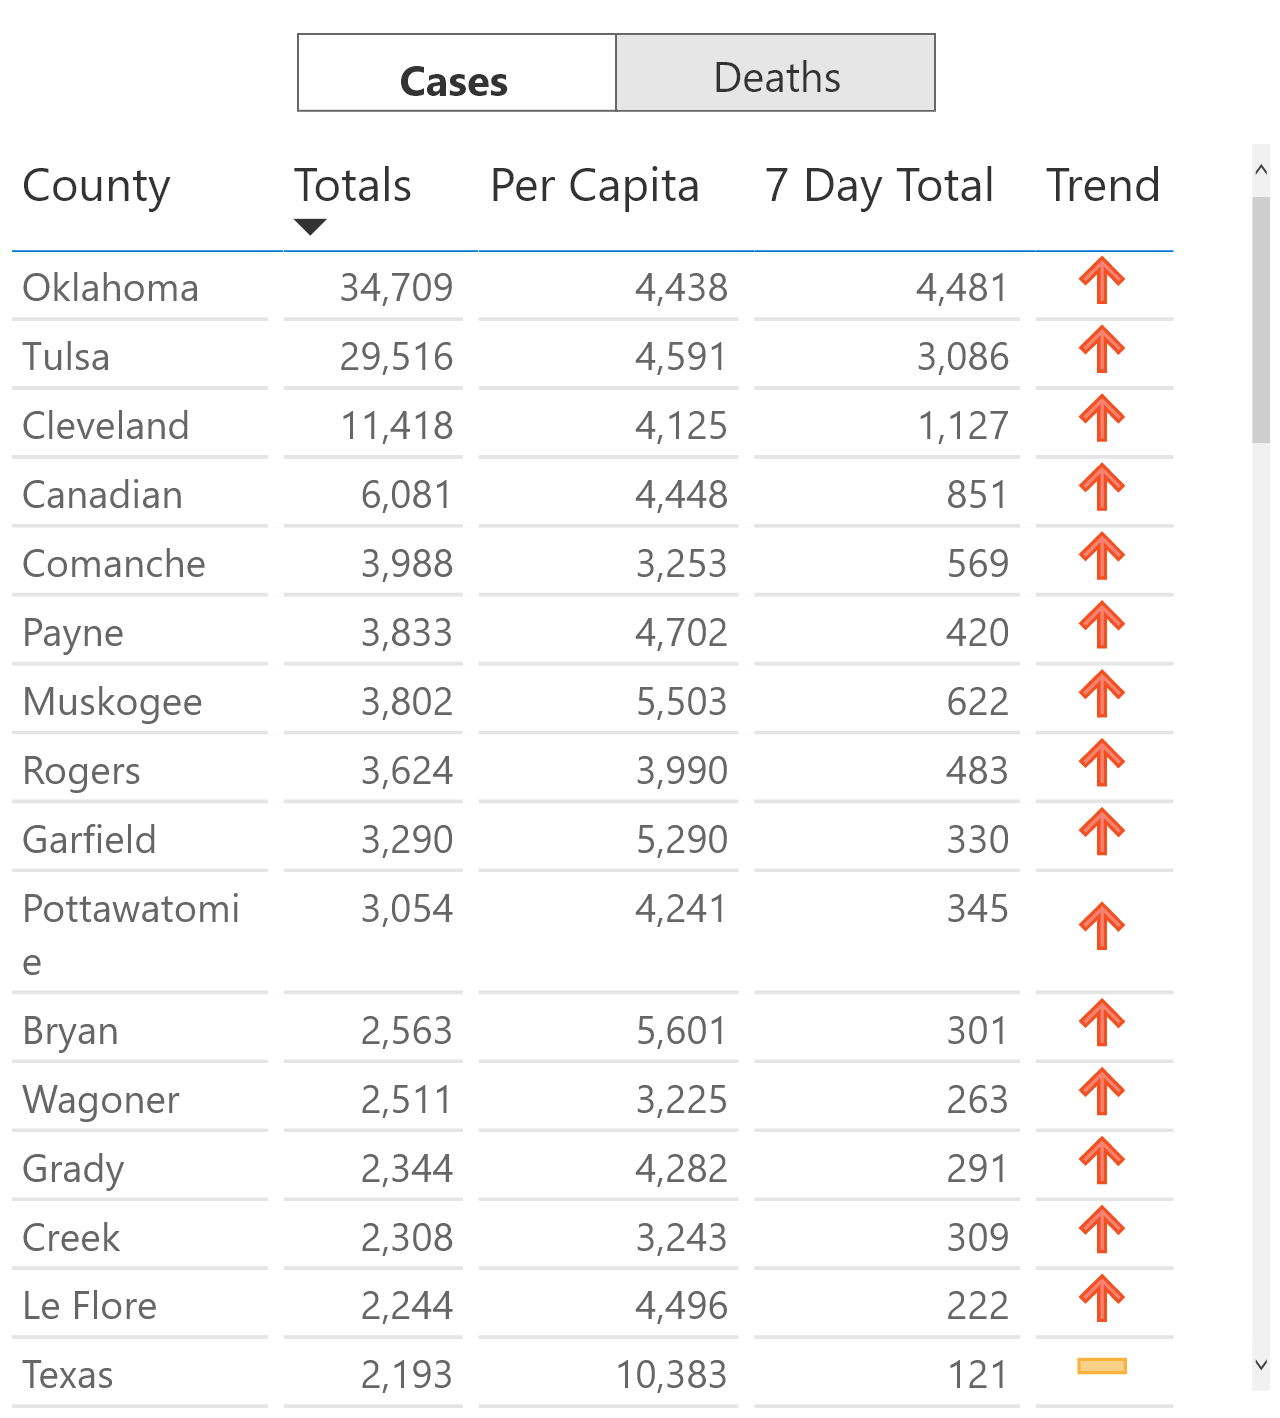 Cases Deaths
County Totals Per Capita 7 Day Total Trend
Oklahoma 34,709 4,438 4,481
Tulsa 29,516 4,591 3,086
Cleveland 11,418 4,125 1,127
Canadian 6,081 4,448 851
Comanche 3,988 3,253 569
Payne 3,833 4,702 420
Muskogee 3,802 5,503 622
Rogers 3,624 3,990 483
Garfield 3,290 5,290 330
Pottawatomi 3,054 4,241 345
e
Bryan 2,563 5,601 301
Wagoner 2,511 3,225 263
Grady 2,344 4,282 291
Creek 2,308 3,243 309
Le Flore 2,244 4,496 222
Texas 2,193 10,383 121